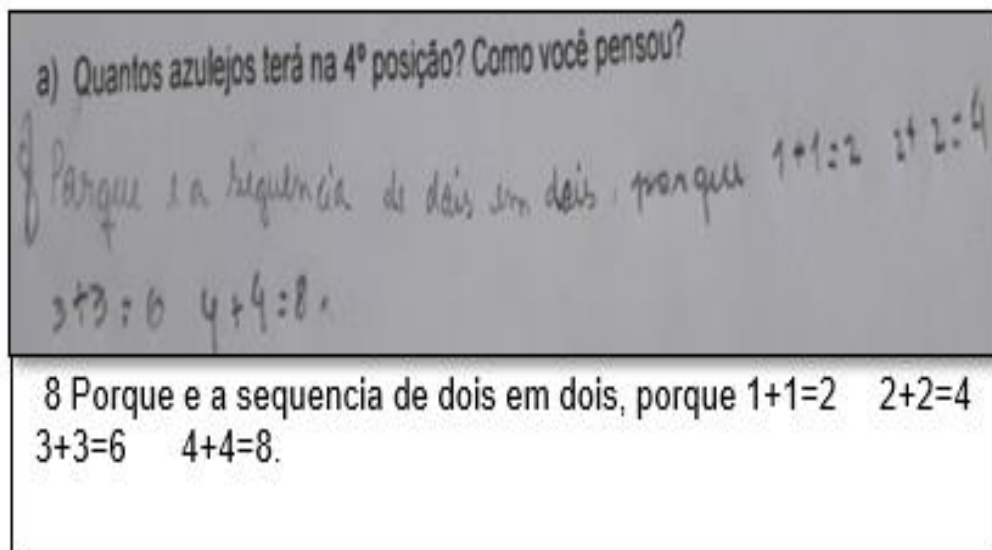 a) Quantos azulejos terá na 4º posição? Como você pensou?
8 Porque e a sequencia de dois em dois, porque 1+1=2 2+2=4
3+3=6 4+4=8.
8 Porque e a sequencia de dois em dois, porque 1+1=2 2+2=4
3+3=6 4+4=8.